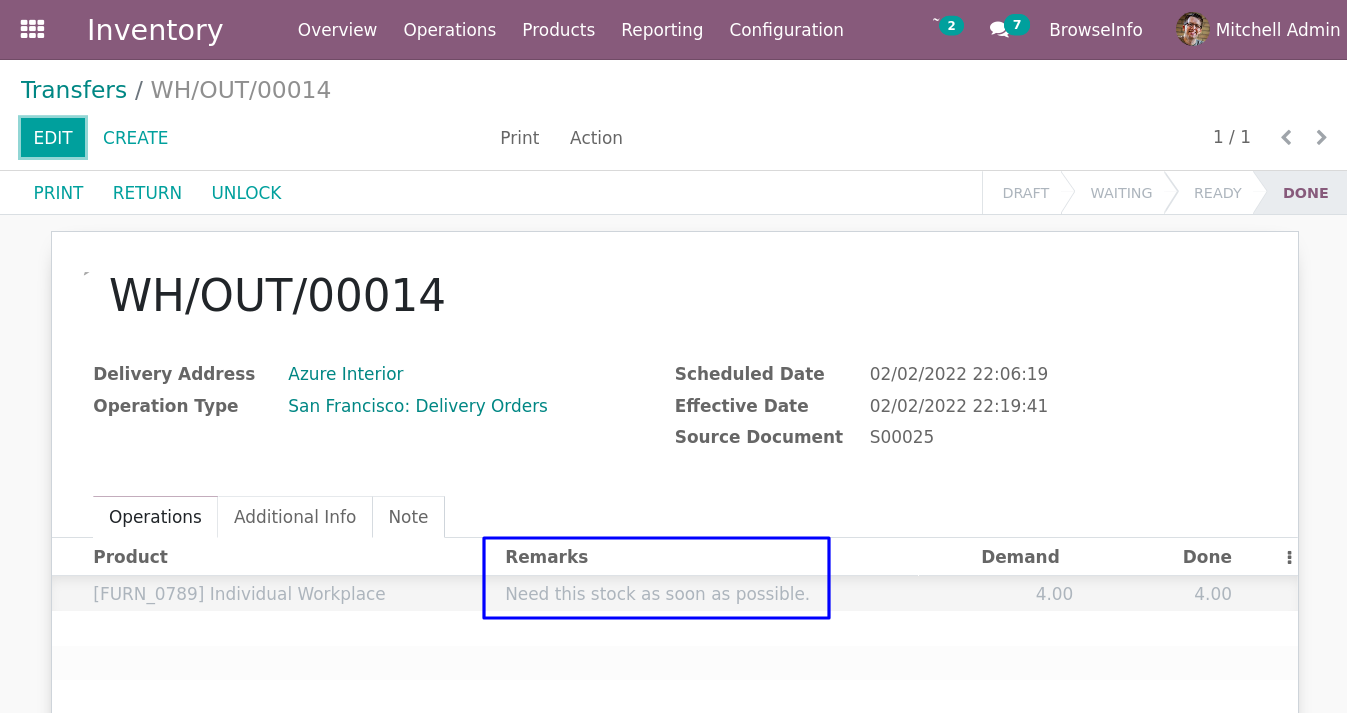 Inventory Overview Operations Products Reporting Configuration 2 7 BrowseInfo Mitchell Admin
Transfers / WH/OUT/00014
EDIT CREATE Print Action 1 / 1
PRINT RETURN UNLOCK DRAFT WAITING READY DONE
WH/OUT/00014
Delivery Address Azure Interior Scheduled Date 02/02/2022 22:06:19
Operation Type San Francisco: Delivery Orders Effective Date 02/02/2022 22:19:41
Source Document S00025
Operations Additional Info Note
Product Remarks Demand Done
[FURN_0789] Individual Workplace Need this stock as soon as possible. 4.00 4.00